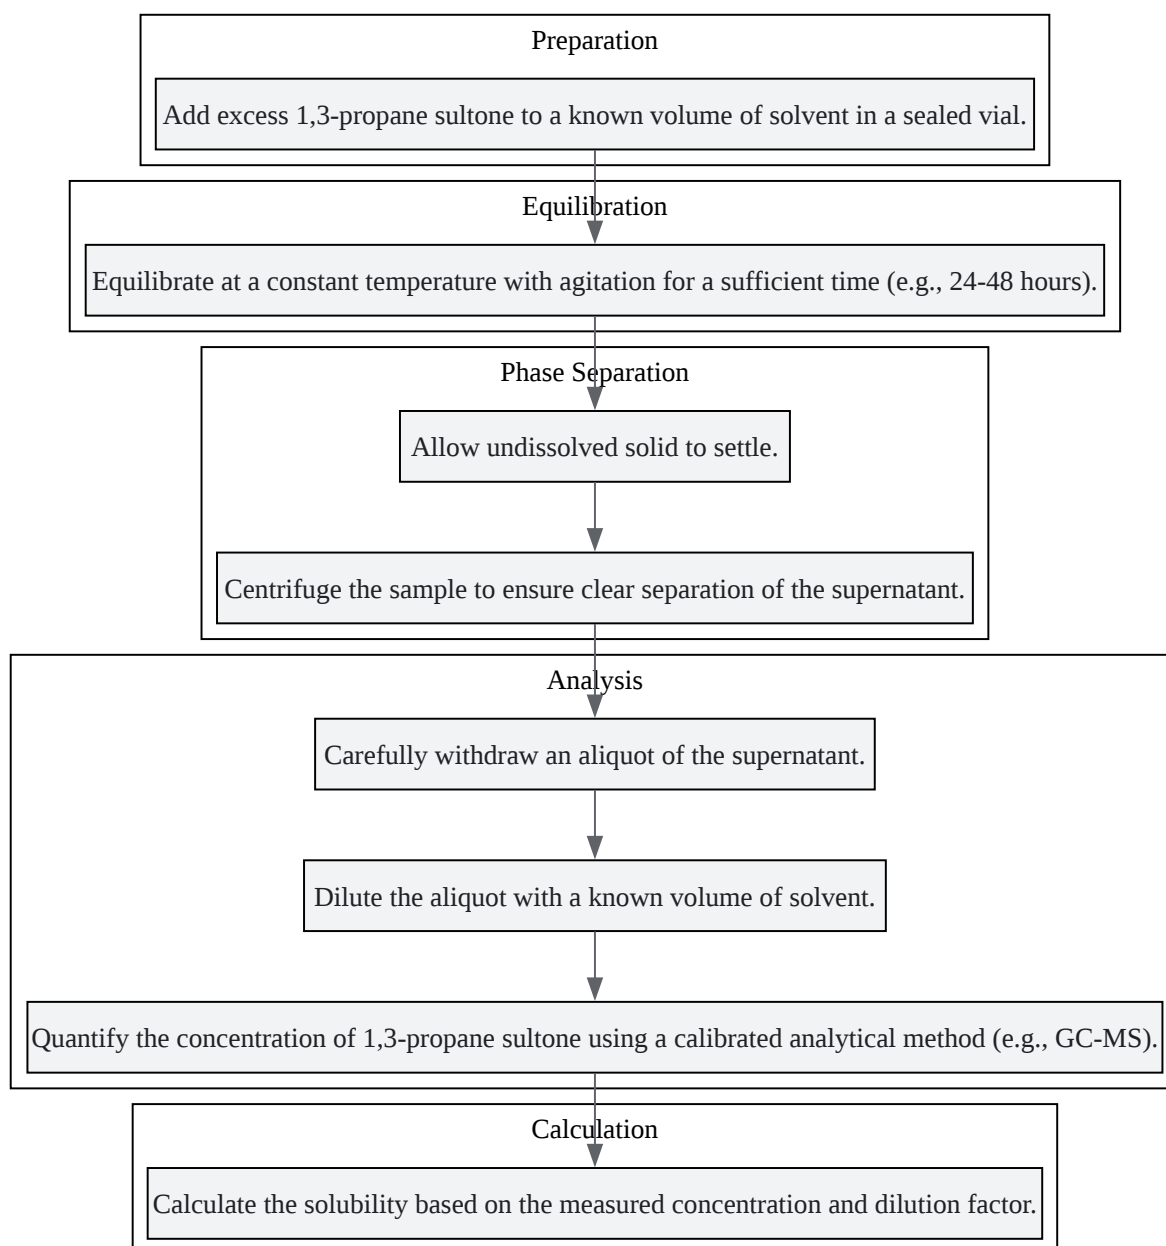 Preparation
Add excess 1,3-propane sultone to a known volume of solvent in a sealed vial.
Equilibration
Equilibrate at a constant temperature with agitation for a sufficient time (e.g., 24-48 hours).
Phase Separation
Allow undissolved solid to settle.
Centrifuge the sample to ensure clear separation of the supernatant.
Analysis
Carefully withdraw an aliquot of the supernatant.
Dilute the aliquot with a known volume of solvent.
Quantify the concentration of 1,3-propane sultone using a calibrated analytical method (e.g., GC-MS).
Calculation
Calculate the solubility based on the measured concentration and dilution factor.